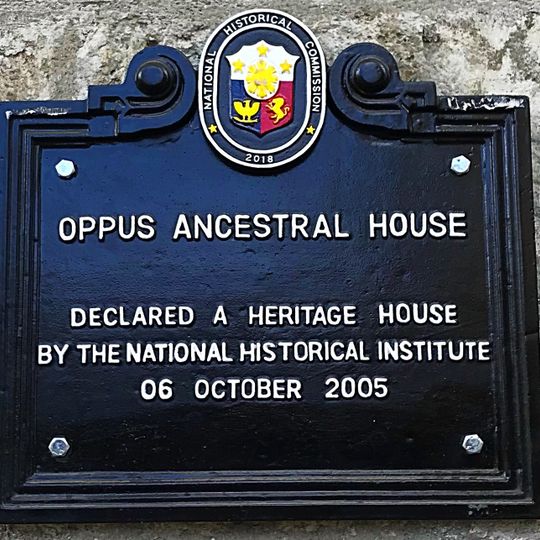 NATIONAL HISTORICAL COMMISSION
2018
OPPUS ANCESTRAL HOUSE
DECLARED A HERITAGE HOUSE
BY THE NATIONAL HISTORICAL INSTITUTE
06 OCTOBER 2005